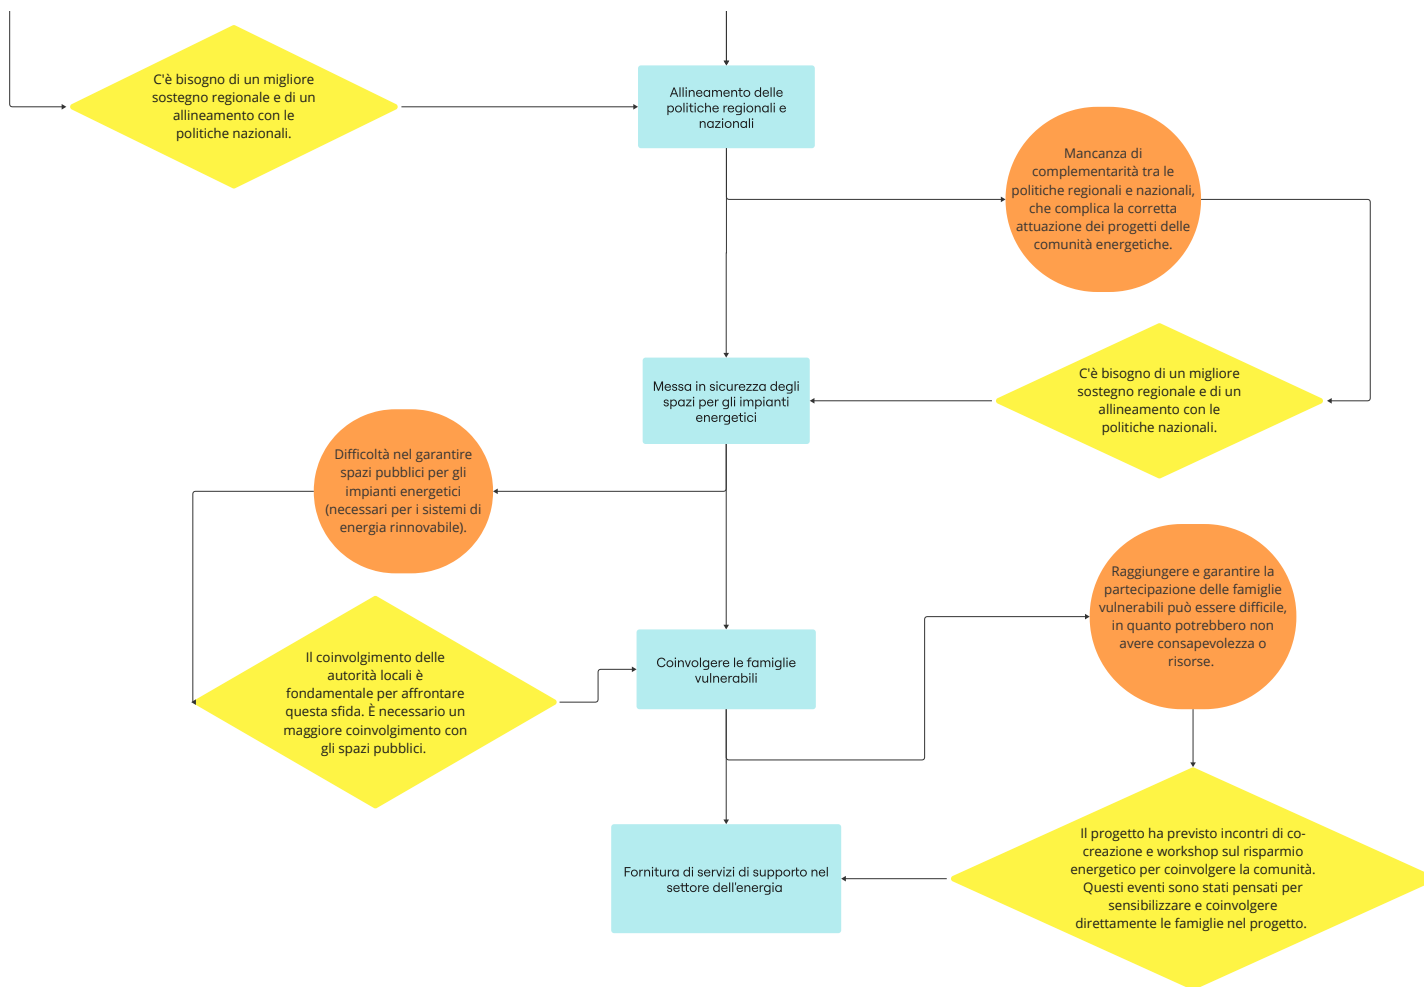 C'è bisogno di un migliore
sostegno regionale e di un
allineamento con le
politiche nazionali.
Allineamento delle
politiche regionali e
nazionali
Mancanza di
complementarità tra le
politiche regionali e nazionali,
che complica la corretta
attuazione dei progetti delle
comunità energetiche.
Messa in sicurezza degli
spazi per gli impianti
energetici
C'è bisogno di un migliore
sostegno regionale e di un
allineamento con le
politiche nazionali.
Difficoltà nel garantire
spazi pubblici per gli
impianti energetici
(necessari per i sistemi di
energia rinnovabile).
Il coinvolgimento delle
autorità locali è
fondamentale per affrontare
questa sfida. È necessario un
maggiore coinvolgimento con
gli spazi pubblici.
Coinvolgere le famiglie
vulnerabili
Raggiungere e garantire la
partecipazione delle famiglie
vulnerabili può essere difficile,
in quanto potrebbero non
avere consapevolezza o
risorse.
Fornitura di servizi di supporto nel
settore dell'energia
Il progetto ha previsto incontri di co-
creazione e workshop sul risparmio
energetico per coinvolgere la comunità.
Questi eventi sono stati pensati per
sensibilizzare e coinvolgere
direttamente le famiglie nel progetto.